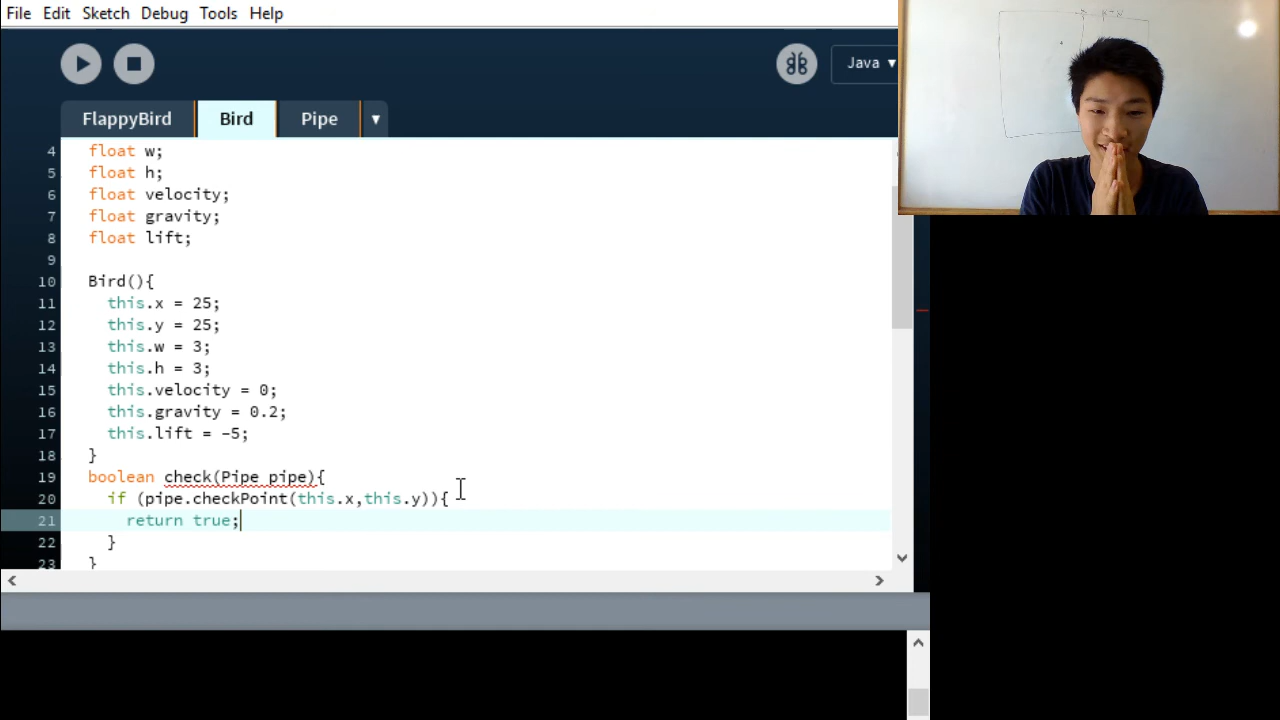 File Edit Sketch Debug Tools Help
Java ▾
FlappyBird Bird Pipe ▾
4 float w;
5 float h;
6 float velocity;
7 float gravity;
8 float lift;
9
10 Bird(){
11 this.x = 25;
12 this.y = 25;
13 this.w = 3;
14 this.h = 3;
15 this.velocity = 0;
16 this.gravity = 0.2;
17 this.lift = -5;
18 }
19 boolean check(Pipe pipe){
20 if (pipe.checkPoint(this.x,this.y)){
21 return true;
22 }
23 }